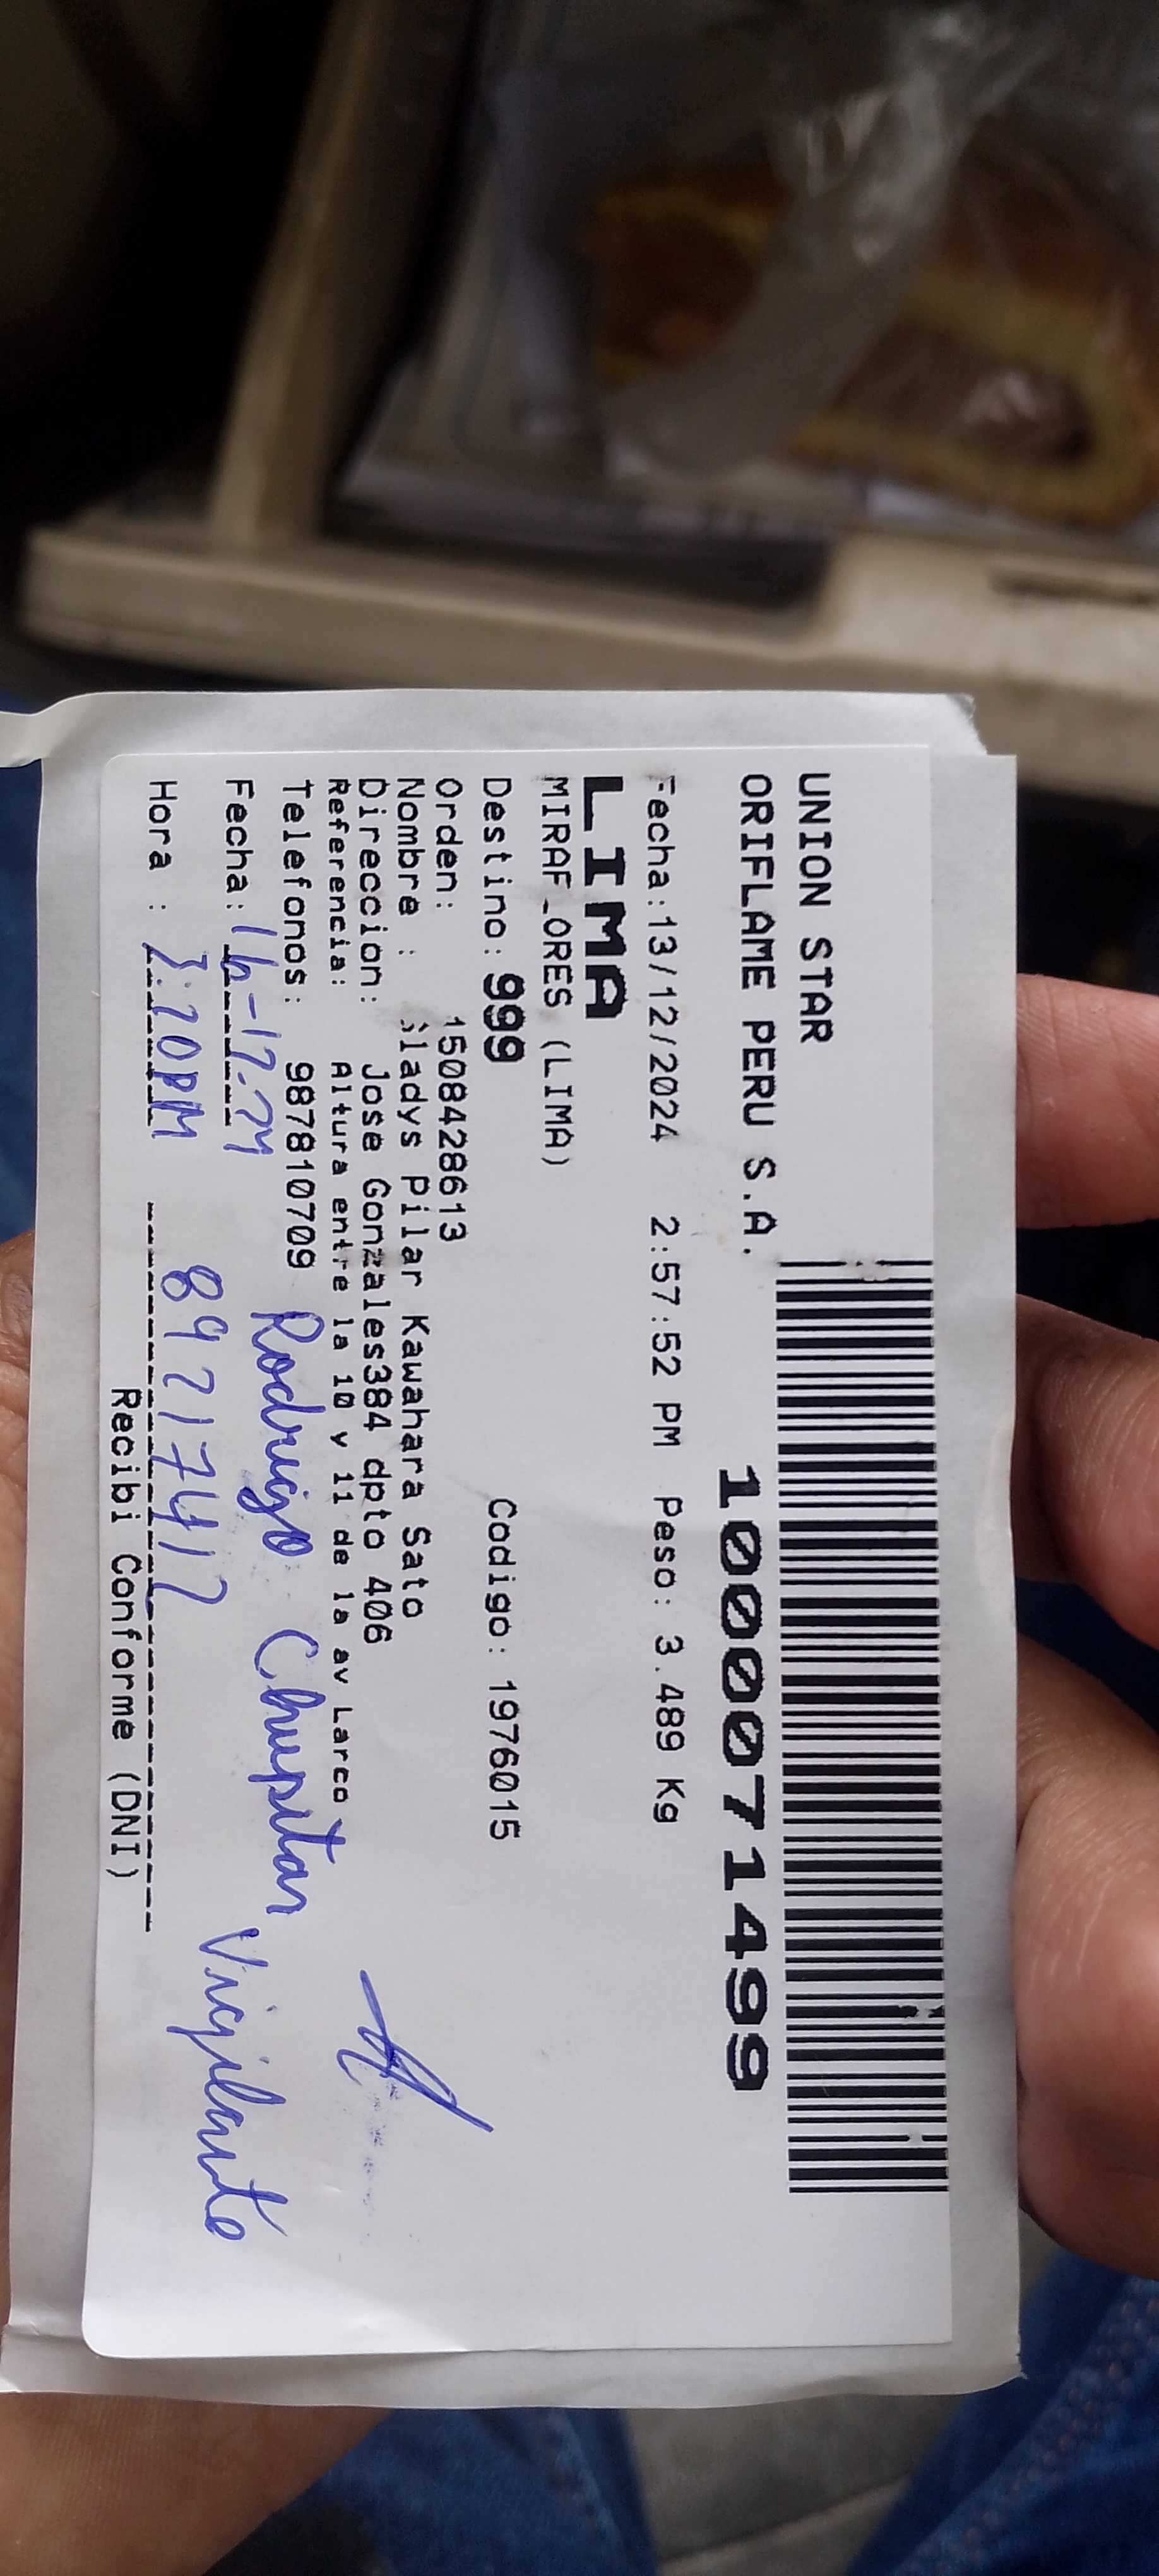 UNION STAR
ORIFLAME PERU S.A.
1000071499
Fecha:13/12/2024 2:57:52 PM Peso: 3.489 Kg
LIMA
MIRAFLORES (LIMA)
Destino: 999 Codigo: 1976015
Orden: 1508428613
Nombre : Gladys Pilar Kawahara Sato
Direccion: Jose Gonzales384 dpto 406
Referencia: Altura entre la 10 y 11 de la av Larco
Telefonos: 987810709 Rodrigo Chupitar
Fecha: 16-12-24 Vigilante
Hora : 3:20PM 89217417
Recibi Conforme (DNI)